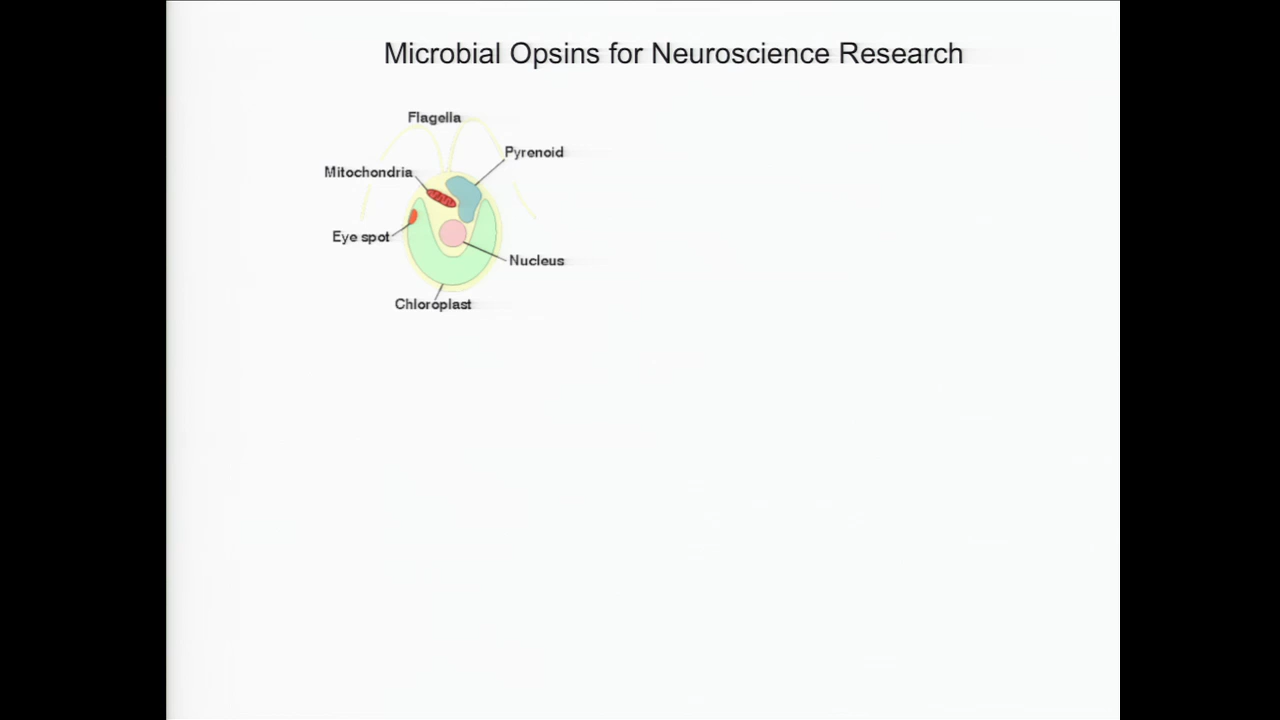 Microbial Opsins for Neuroscience Research
Flagella
Pyrenoid
Mitochondria
Eye spot
Nucleus
Chloroplast